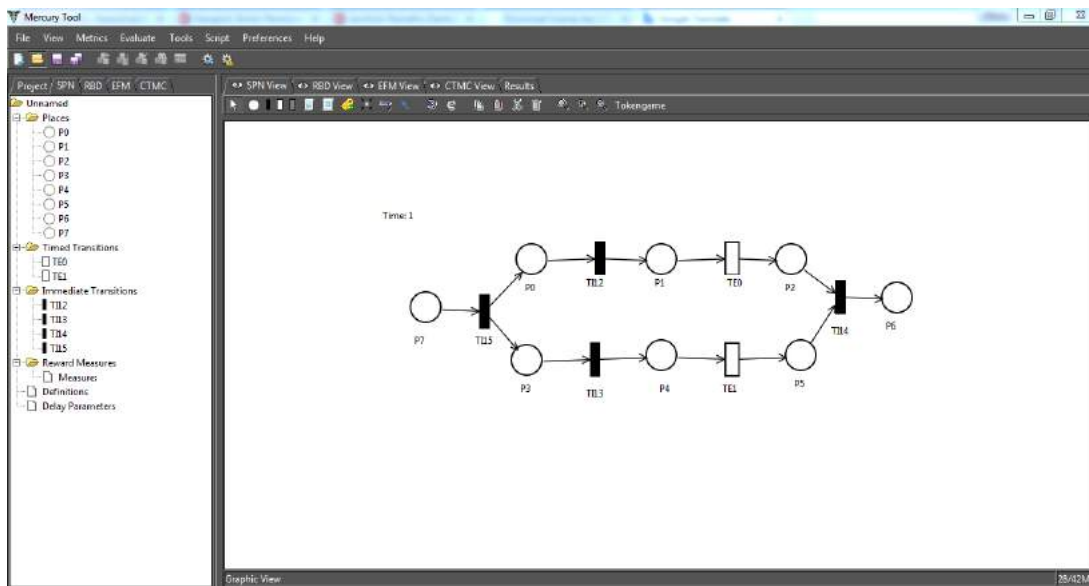 Mercury Tool
File View Metrics Evaluate Tools Script Preferences Help
Project SPN RBD EFM CTMC
SPN View RBD View EFM View CTMC View Results
Tokengame
Unnamed
Places
P0
P1
P2
P3
P4
P5
P6
P7
Timed Transitions
TE0
TE1
Immediate Transitions
TI12
TI13
TI14
TI15
Reward Measures
Measures
Definitions
Delay Parameters
Time: 1
P0 TI12 P1 TE0 P2
P7 TI15 TI14 P6
P3 TI13 P4 TE1 P5
Graphic View